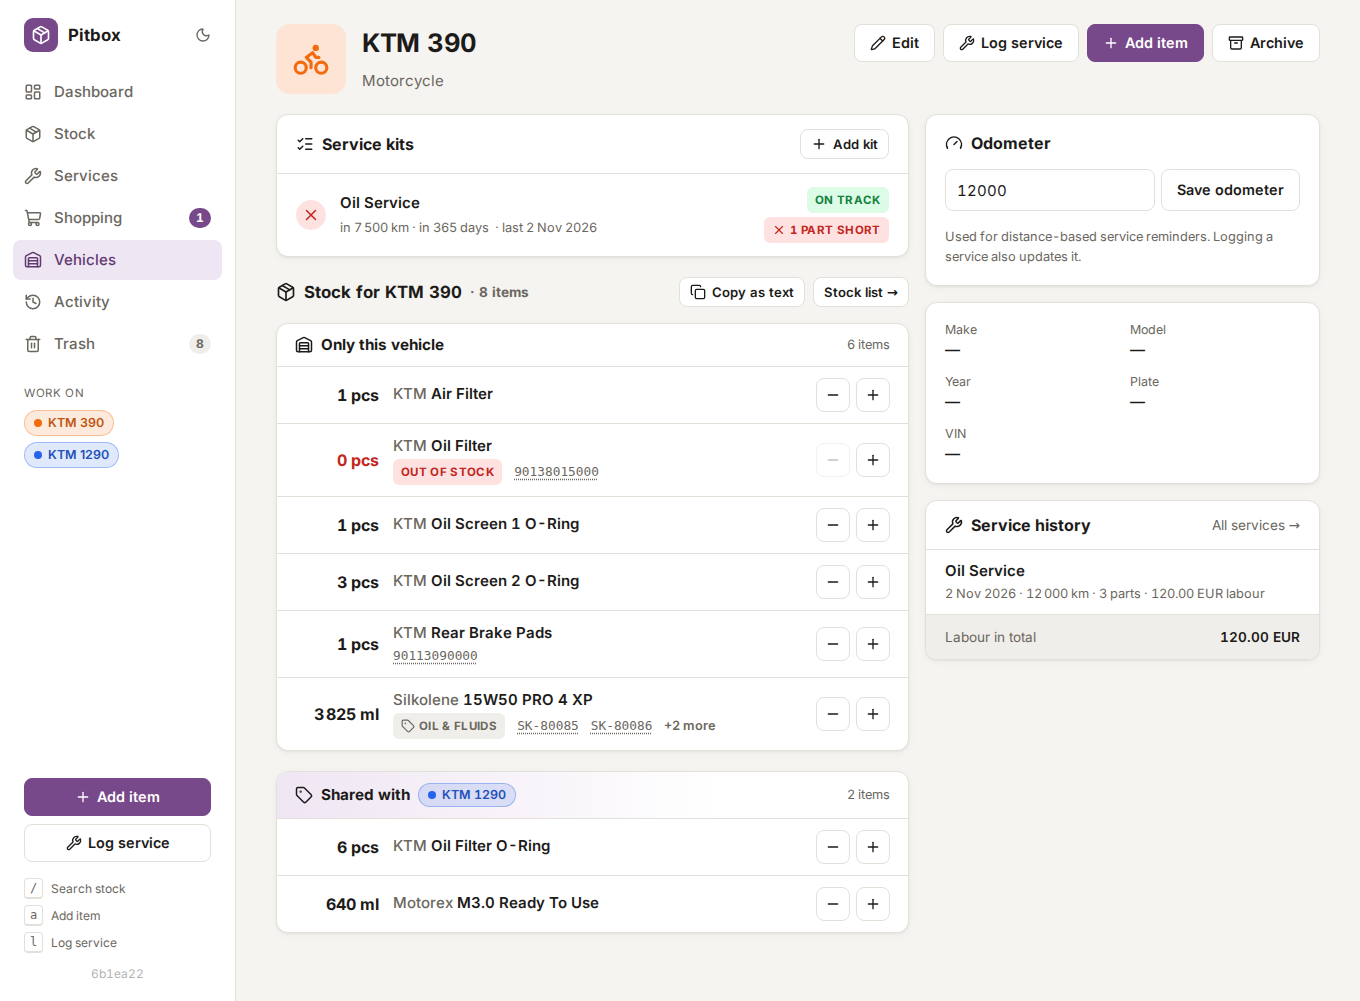 Pitbox
Dashboard
Stock
Services
Shopping 1
Vehicles
Activity
Trash 8
WORK ON
KTM 390
KTM 1290
Add item
Log service
/ Search stock
a Add item
l Log service
6b1ea22
KTM 390
Motorcycle
Edit
Log service
Add item
Archive
Service kits
Add kit
Oil Service
in 7 500 km · in 365 days · last 2 Nov 2026
ON TRACK
1 PART SHORT
Stock for KTM 390 · 8 items
Copy as text
Stock list →
Only this vehicle
6 items
1 pcs KTM Air Filter
0 pcs KTM Oil Filter
OUT OF STOCK 90138015000
1 pcs KTM Oil Screen 1 O-Ring
3 pcs KTM Oil Screen 2 O-Ring
1 pcs KTM Rear Brake Pads
90113090000
3 825 ml Silkolene 15W50 PRO 4 XP
OIL & FLUIDS SK-80085 SK-80086 +2 more
Shared with KTM 1290
2 items
6 pcs KTM Oil Filter O-Ring
640 ml Motorex M3.0 Ready To Use
Odometer
12000
Save odometer
Used for distance-based service reminders. Logging a
service also updates it.
Make
—
Model
—
Year
—
Plate
—
VIN
—
Service history
All services →
Oil Service
2 Nov 2026 · 12 000 km · 3 parts · 120.00 EUR labour
Labour in total 120.00 EUR